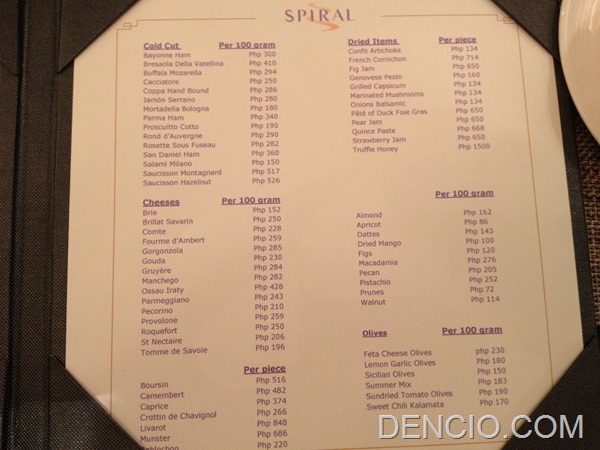 SPIRAL
Cold Cut Per 100 gram
Bayonne Ham Php 300
Bresaola Della Vatellina Php 410
Buffala Mozarella Php 294
Cacciatore Php 250
Coppa Hand Bound Php 286
Jamón Serrano Php 280
Mortadella Bologna Php 180
Parma Ham Php 340
Proscuitto Cotto Php 190
Rond d'Auvergne Php 290
Rosette Sous Fuseau Php 282
San Daniel Ham Php 360
Salami Milano Php 150
Saucisson Montagnard Php 517
Saucisson Hazelnut Php 526
Cheeses Per 100 gram
Brie Php 152
Brillat Savarin Php 250
Comte Php 228
Fourme d'Ambert Php 259
Gorgonzola Php 285
Gouda Php 230
Gruyère Php 284
Manchego Php 282
Ossau Iraty Php 428
Parmeggiano Php 243
Pecorino Php 210
Provolone Php 259
Roquefort Php 250
St Nectaire Php 206
Tomme de Savoie Php 196
Per piece
Boursin Php 516
Camembert Php 482
Caprice Php 374
Crottin de Chavignol Php 266
Livarot Php 848
Munster Php 686
Reblochon Php 220
Dried Items Per piece
Confit Artichoke Php 134
French Cornichon Php 714
Fig Jam Php 650
Genovese Pesto Php 160
Grilled Capsicum Php 134
Marinated Mushrooms Php 134
Onions Balsamic Php 134
Pâté of Duck Foie Gras Php 650
Pear Jam Php 650
Quince Paste Php 668
Strawberry Jam Php 650
Truffle Honey Php 1500
Per 100 gram
Almond Php 162
Apricot Php 86
Dattes Php 143
Dried Mango Php 100
Figs Php 120
Macadamia Php 276
Pecan Php 205
Pistachio Php 252
Prunes Php 72
Walnut Php 114
Olives Per 100 gram
Feta Cheese Olives php 230
Lemon Garlic Olives Php 180
Sicilian Olives Php 150
Summer Mix Php 183
Sundried Tomato Olives Php 190
Sweet Chili Kalamata Php 170
DENCIO.COM